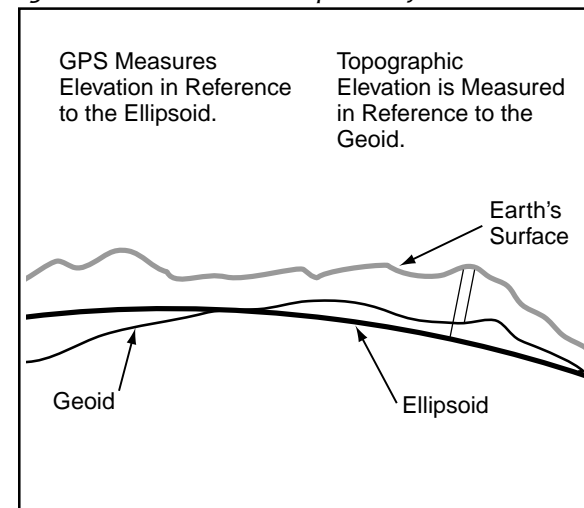 GPS Measures
Elevation in Reference
to the Ellipsoid.
Topographic
Elevation is Measured
in Reference to the
Geoid.
Earth's
Surface
Geoid
Ellipsoid